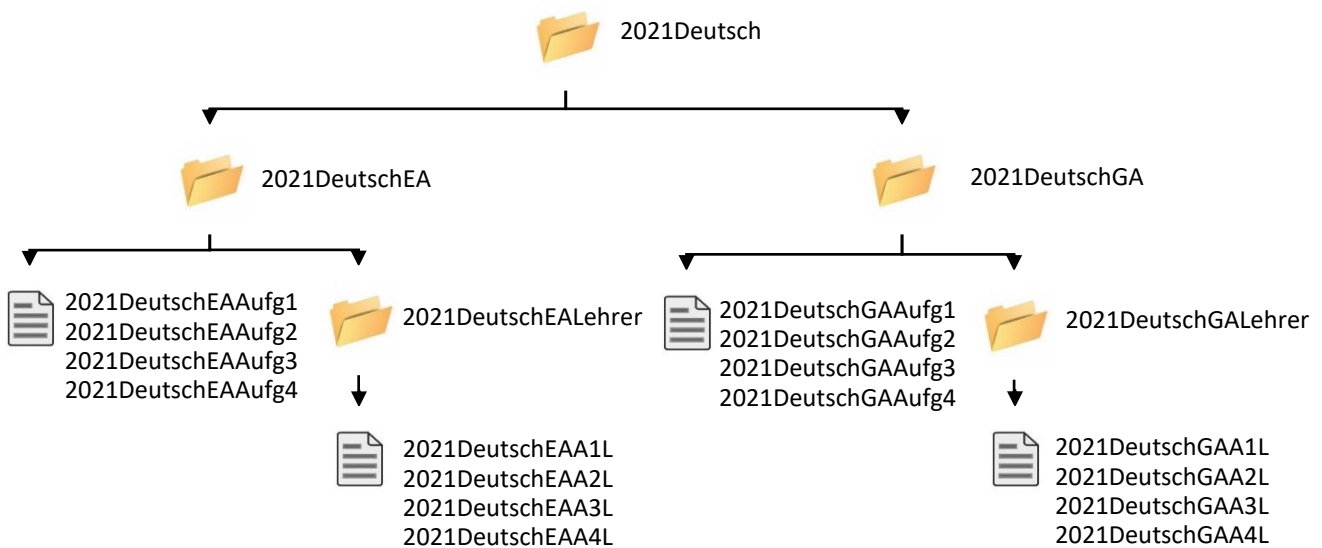 2021Deutsch
2021DeutschEA
2021DeutschGA
2021DeutschEAAufg1
2021DeutschEAAufg2
2021DeutschEAAufg3
2021DeutschEAAufg4
2021DeutschEALehrer
2021DeutschEAA1L
2021DeutschEAA2L
2021DeutschEAA3L
2021DeutschEAA4L
2021DeutschGAAufg1
2021DeutschGAAufg2
2021DeutschGAAufg3
2021DeutschGAAufg4
2021DeutschGALehrer
2021DeutschGAA1L
2021DeutschGAA2L
2021DeutschGAA3L
2021DeutschGAA4L